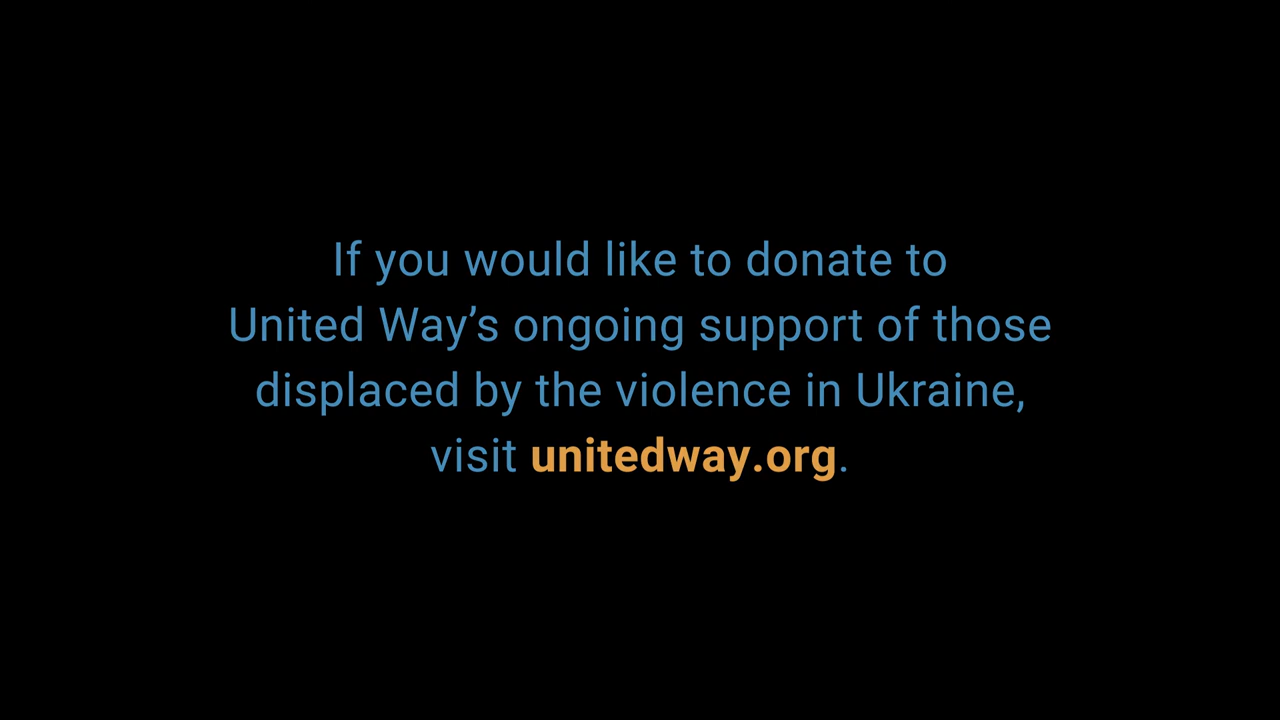 If you would like to donate to
United Way’s ongoing support of those
displaced by the violence in Ukraine,
visit unitedway.org.